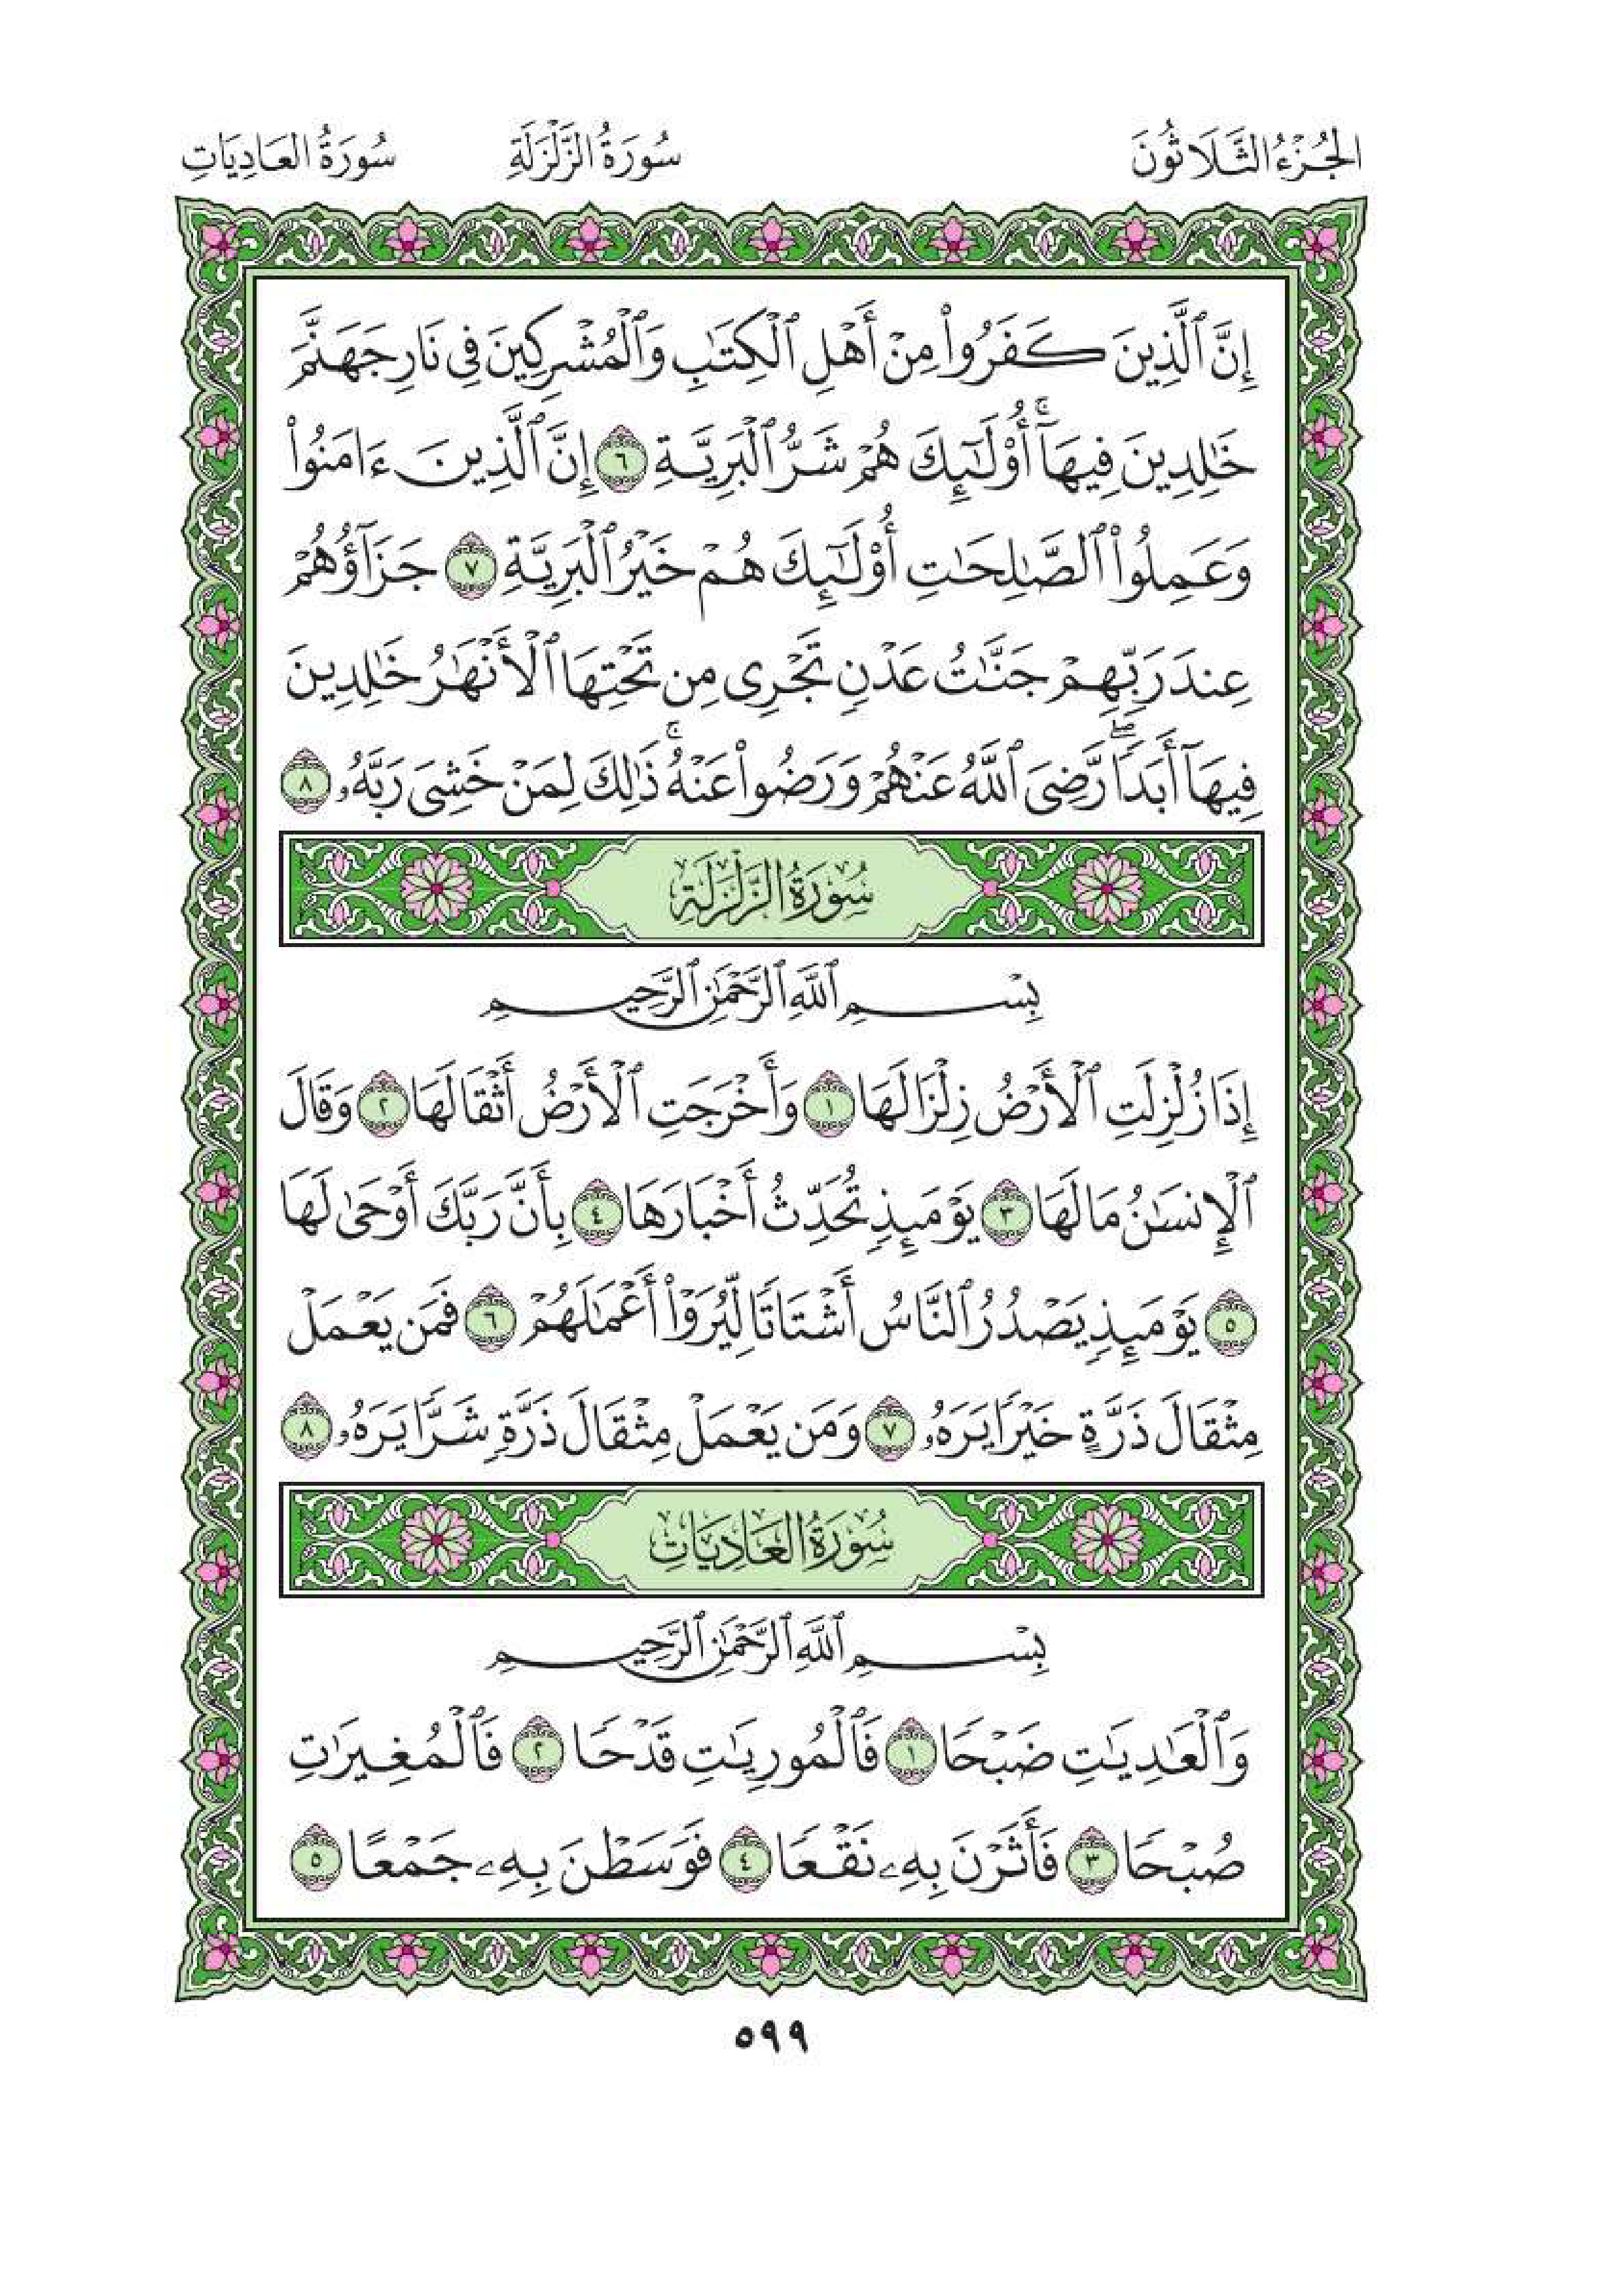 الجُزْءُ الثَّلَاثُونَ سُورَةُ الزَّلْزَلَةِ سُورَةُ العَادِيَاتِ
إِنَّ ٱلَّذِينَ كَفَرُوا۟ مِنْ أَهْلِ ٱلْكِتَٰبِ وَٱلْمُشْرِكِينَ فِى نَارِ جَهَنَّمَ
خَٰلِدِينَ فِيهَآ ۚ أُو۟لَٰٓئِكَ هُمْ شَرُّ ٱلْبَرِيَّةِ ٦ إِنَّ ٱلَّذِينَ ءَامَنُوا۟
وَعَمِلُوا۟ ٱلصَّٰلِحَٰتِ أُو۟لَٰٓئِكَ هُمْ خَيْرُ ٱلْبَرِيَّةِ ٧ جَزَآؤُهُمْ
عِندَ رَبِّهِمْ جَنَّٰتُ عَدْنٍ تَجْرِى مِن تَحْتِهَا ٱلْأَنْهَٰرُ خَٰلِدِينَ
فِيهَآ أَبَدًا ۖ رَّضِىَ ٱللَّهُ عَنْهُمْ وَرَضُوا۟ عَنْهُ ۚ ذَٰلِكَ لِمَنْ خَشِىَ رَبَّهُۥ ٨
سُورَةُ الزَّلْزَلَة
بِسْمِ ٱللَّهِ ٱلرَّحْمَٰنِ ٱلرَّحِيمِ
إِذَا زُلْزِلَتِ ٱلْأَرْضُ زِلْزَالَهَا ١ وَأَخْرَجَتِ ٱلْأَرْضُ أَثْقَالَهَا ٢ وَقَالَ
ٱلْإِنسَٰنُ مَا لَهَا ٣ يَوْمَئِذٍ تُحَدِّثُ أَخْبَارَهَا ٤ بِأَنَّ رَبَّكَ أَوْحَىٰ لَهَا
٥ يَوْمَئِذٍ يَصْدُرُ ٱلنَّاسُ أَشْتَاتًا لِّيُرَوْا۟ أَعْمَٰلَهُمْ ٦ فَمَن يَعْمَلْ
مِثْقَالَ ذَرَّةٍ خَيْرًا يَرَهُۥ ٧ وَمَن يَعْمَلْ مِثْقَالَ ذَرَّةٍ شَرًّا يَرَهُۥ ٨
سُورَةُ العَادِيَاتِ
بِسْمِ ٱللَّهِ ٱلرَّحْمَٰنِ ٱلرَّحِيمِ
وَٱلْعَٰدِيَٰتِ ضَبْحًا ١ فَٱلْمُورِيَٰتِ قَدْحًا ٢ فَٱلْمُغِيرَٰتِ
صُبْحًا ٣ فَأَثَرْنَ بِهِۦ نَقْعًا ٤ فَوَسَطْنَ بِهِۦ جَمْعًا ٥
٥٩٩